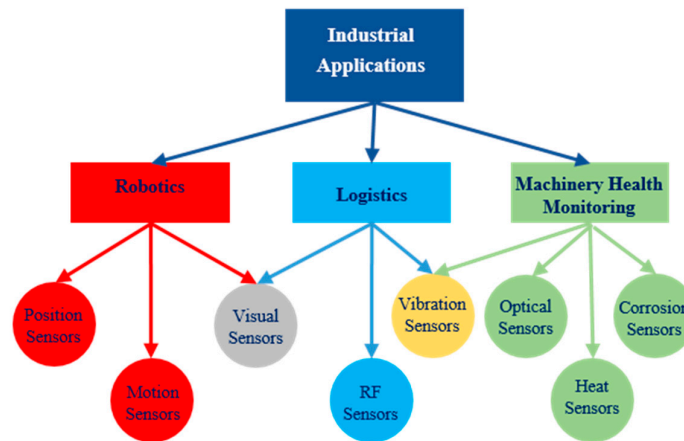 Industrial
Applications
Robotics
Logistics
Machinery Health
Monitoring
Position
Sensors
Visual
Sensors
Vibration
Sensors
Optical
Sensors
Corrosion
Sensors
Motion
Sensors
RF
Sensors
Heat
Sensors